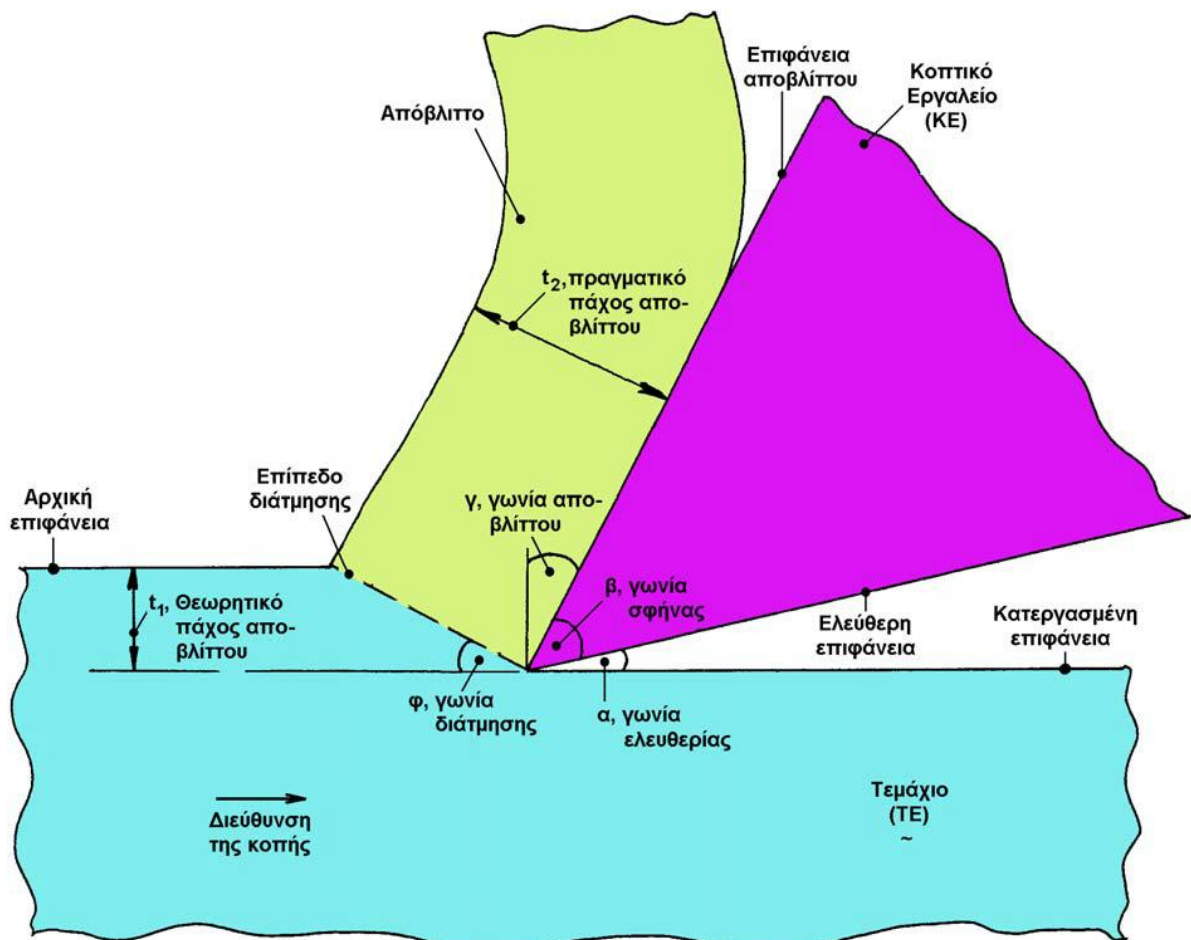 Απόβλιττο
Επιφάνεια
αποβλίττου
Κοπτικό
Εργαλείο
(ΚΕ)
t2,πραγματικό
πάχος απο-
βλίττου
Αρχική
επιφάνεια
Επίπεδο
διάτμησης
γ, γωνία απο-
βλίττου
t1, Θεωρητικό
πάχος απο-
βλίττου
β, γωνία
σφήνας
Ελεύθερη
επιφάνεια
Κατεργασμένη
επιφάνεια
φ, γωνία
διάτμησης
α, γωνία
ελευθερίας
Διεύθυνση
της κοπής
Τεμάχιο
(ΤΕ)
~